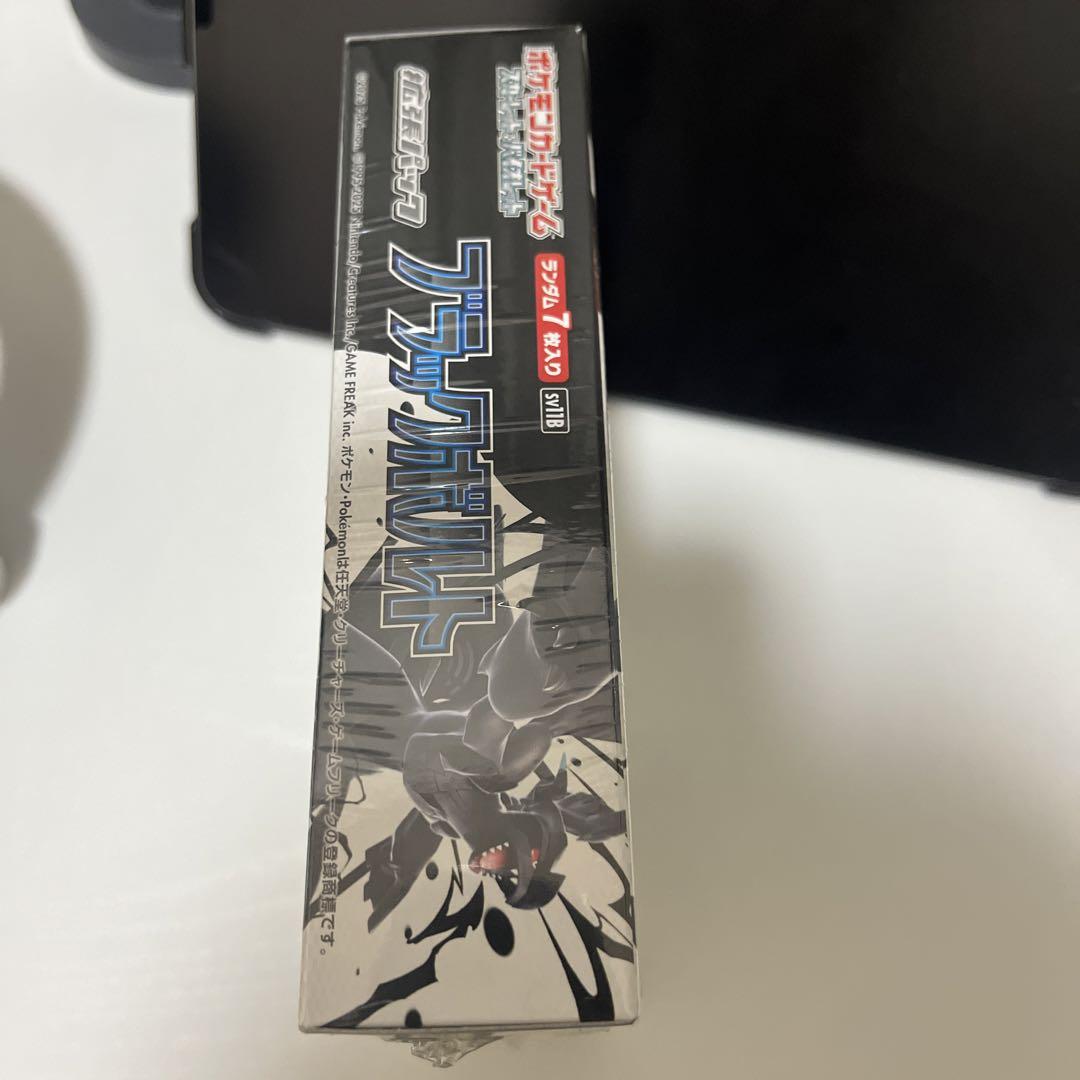 ポケモンカードゲーム
スカーレット&バイオレット
ランダム7枚入り
sv11B
拡張パック
ブラックボルト
©2025 Pokémon. ©1995-2025 Nintendo/Creatures Inc./GAME FREAK inc. ポケモン・Pokémonは任天堂・クリーチャーズ・ゲームフリークの登録商標です。